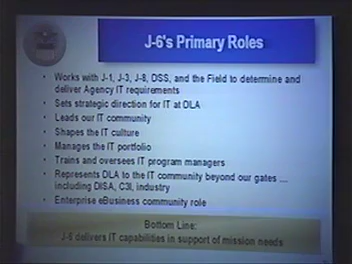 J-6's Primary Roles
• Works with J-1, J-3, J-8, DSS, and the Field to determine and
deliver Agency IT requirements
• Sets strategic direction for IT at DLA
• Leads our IT community
• Shapes the IT culture
• Manages the IT portfolio
• Trains and oversees IT program managers
• Represents DLA to the IT community beyond our gates ...
including DISA, C3I, industry
• Enterprise eBusiness community role
Bottom Line:
J-6 delivers IT capabilities in support of mission needs